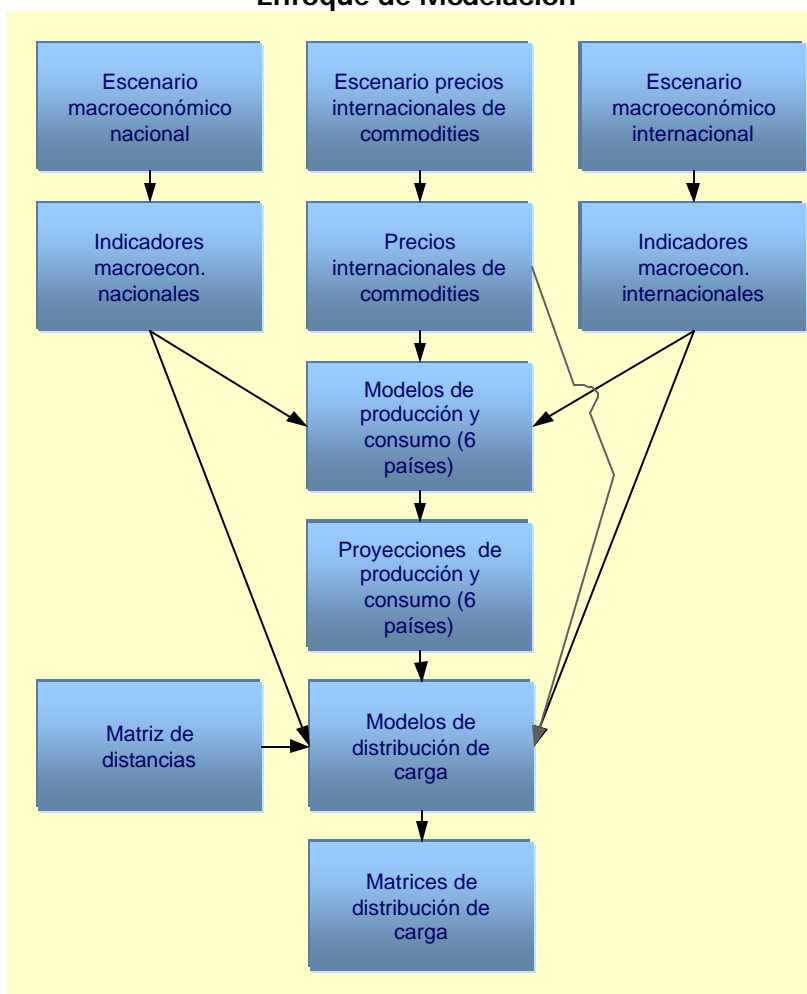 Enfoque de Modelación
Escenario
macroeconómico
nacional
Escenario precios
internacionales de
commodities
Escenario
macroeconómico
internacional
Indicadores
macroecon.
nacionales
Precios
internacionales de
commodities
Indicadores
macroecon.
internacionales
Modelos de
producción y
consumo (6
países)
Proyecciones de
producción y
consumo (6
países)
Matriz de
distancias
Modelos de
distribución de
carga
Matrices de
distribución de
carga